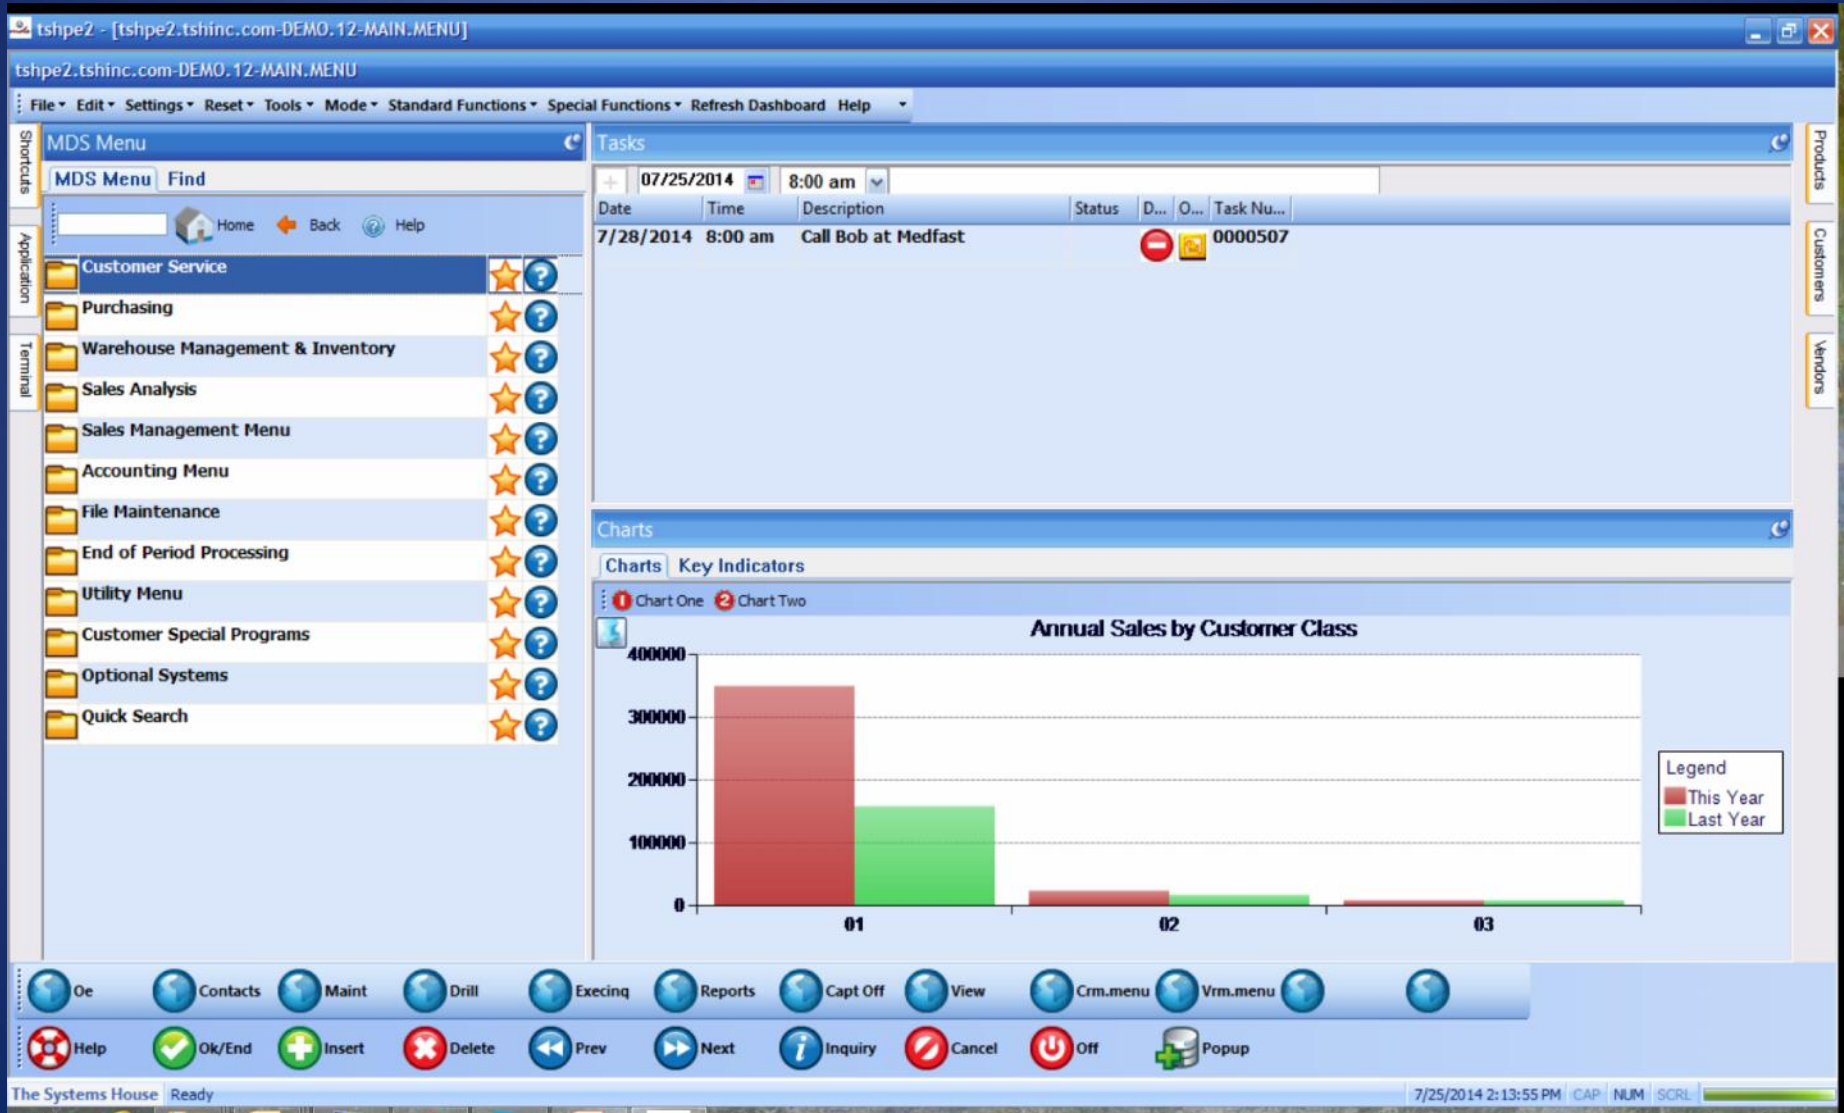 tshpe2 - [tshpe2.tshinc.com-DEMO.12-MAIN.MENU]
tshpe2.tshinc.com-DEMO.12-MAIN.MENU
File Edit Settings Reset Tools Mode Standard Functions Special Functions Refresh Dashboard Help
Shortcuts
Application
Terminal
MDS Menu
MDS Menu Find
Home Back Help
Customer Service
Purchasing
Warehouse Management & Inventory
Sales Analysis
Sales Management Menu
Accounting Menu
File Maintenance
End of Period Processing
Utility Menu
Customer Special Programs
Optional Systems
Quick Search
Tasks
07/25/2014 8:00 am
Date Time Description Status D... O... Task Nu...
7/28/2014 8:00 am Call Bob at Medfast 0000507
Charts
Charts Key Indicators
1 Chart One 2 Chart Two
Annual Sales by Customer Class
400000
300000
200000
100000
0
01 02 03
Legend
This Year
Last Year
Products
Customers
Vendors
Oe Contacts Maint Drill Execinq Reports Capt Off View Crm.menu Vrm.menu
Help Ok/End Insert Delete Prev Next Inquiry Cancel Off Popup
The Systems House Ready 7/25/2014 2:13:55 PM CAP NUM SCRL